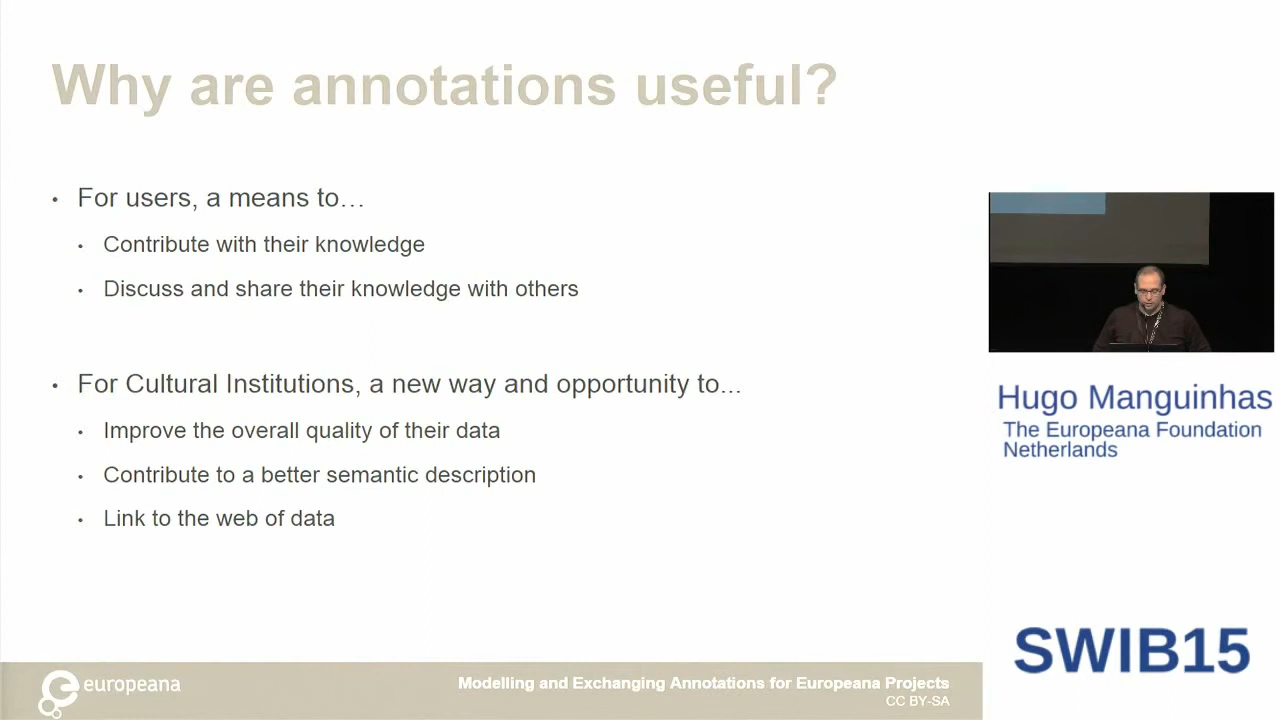 Why are annotations useful?
• For users, a means to…
• Contribute with their knowledge
• Discuss and share their knowledge with others
• For Cultural Institutions, a new way and opportunity to...
• Improve the overall quality of their data
• Contribute to a better semantic description
• Link to the web of data
Hugo Manguinhas
The Europeana Foundation
Netherlands
SWIB15
europeana
Modelling and Exchanging Annotations for Europeana Projects
CC BY-SA